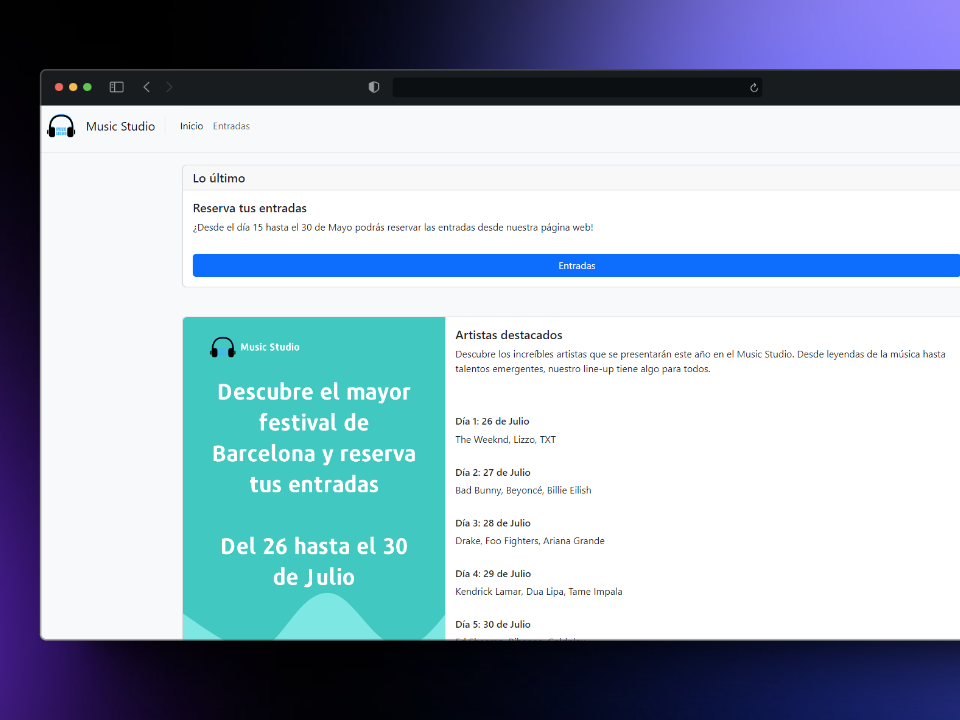 Music Studio
Inicio Entradas
Lo último
Reserva tus entradas
¿Desde el día 15 hasta el 30 de Mayo podrás reservar las entradas desde nuestra página web!
Entradas
Music Studio
Descubre el mayor
festival de
Barcelona y reserva
tus entradas
Del 26 hasta el 30
de Julio
Artistas destacados
Descubre los increíbles artistas que se presentarán este año en el Music Studio. Desde leyendas de la música hasta
talentos emergentes, nuestro line-up tiene algo para todos.
Día 1: 26 de Julio
The Weeknd, Lizzo, TXT
Día 2: 27 de Julio
Bad Bunny, Beyoncé, Billie Eilish
Día 3: 28 de Julio
Drake, Foo Fighters, Ariana Grande
Día 4: 29 de Julio
Kendrick Lamar, Dua Lipa, Tame Impala
Día 5: 30 de Julio